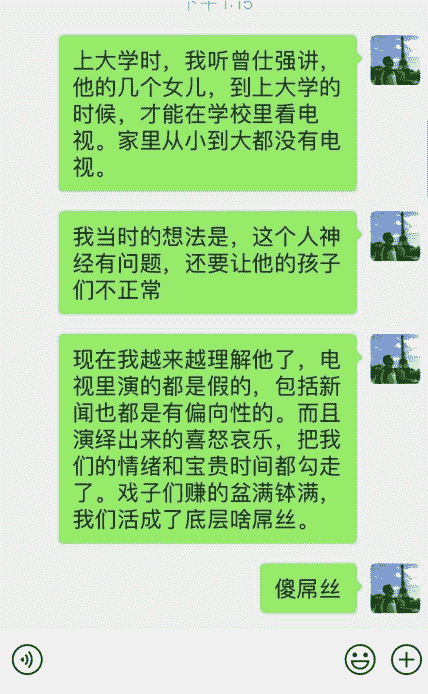 下午1:15
上大学时，我听曾仕强讲，
他的几个女儿，到上大学的
时候，才能在学校里看电
视。家里从小到大都没有电
视。
我当时的想法是，这个人神
经有问题，还要让他的孩子
们不正常
现在我越来越理解他了，电
视里演的都是假的，包括新
闻也都是有偏向性的。而且
演绎出来的喜怒哀乐，把我
们的情绪和宝贵时间都勾走
了。戏子们赚的盆满钵满，
我们活成了底层啥屌丝。
傻屌丝